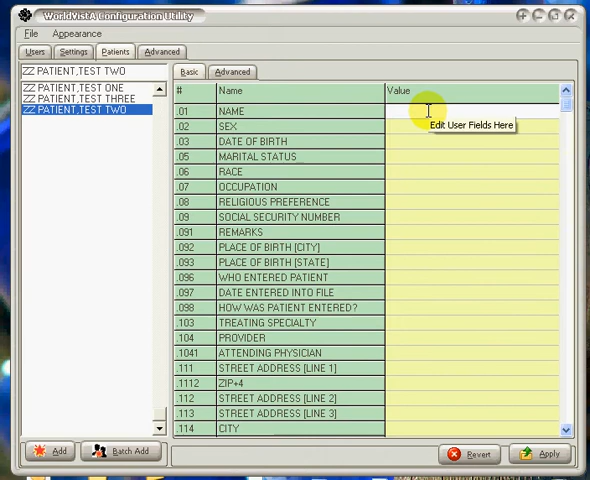 WorldVistA Configuration Utility
File Appearance
Users Settings Patients Advanced
ZZ PATIENT,TEST TWO
ZZ PATIENT,TEST ONE
ZZ PATIENT,TEST THREE
ZZ PATIENT,TEST TWO
Basic Advanced
# Name Value
.01 NAME
Edit User Fields Here
.02 SEX
.03 DATE OF BIRTH
.05 MARITAL STATUS
.06 RACE
.07 OCCUPATION
.08 RELIGIOUS PREFERENCE
.09 SOCIAL SECURITY NUMBER
.091 REMARKS
.092 PLACE OF BIRTH [CITY]
.093 PLACE OF BIRTH [STATE]
.096 WHO ENTERED PATIENT
.097 DATE ENTERED INTO FILE
.098 HOW WAS PATIENT ENTERED?
.103 TREATING SPECIALTY
.104 PROVIDER
.1041 ATTENDING PHYSICIAN
.111 STREET ADDRESS [LINE 1]
.1112 ZIP+4
.112 STREET ADDRESS [LINE 2]
.113 STREET ADDRESS [LINE 3]
.114 CITY
Add Batch Add Revert Apply